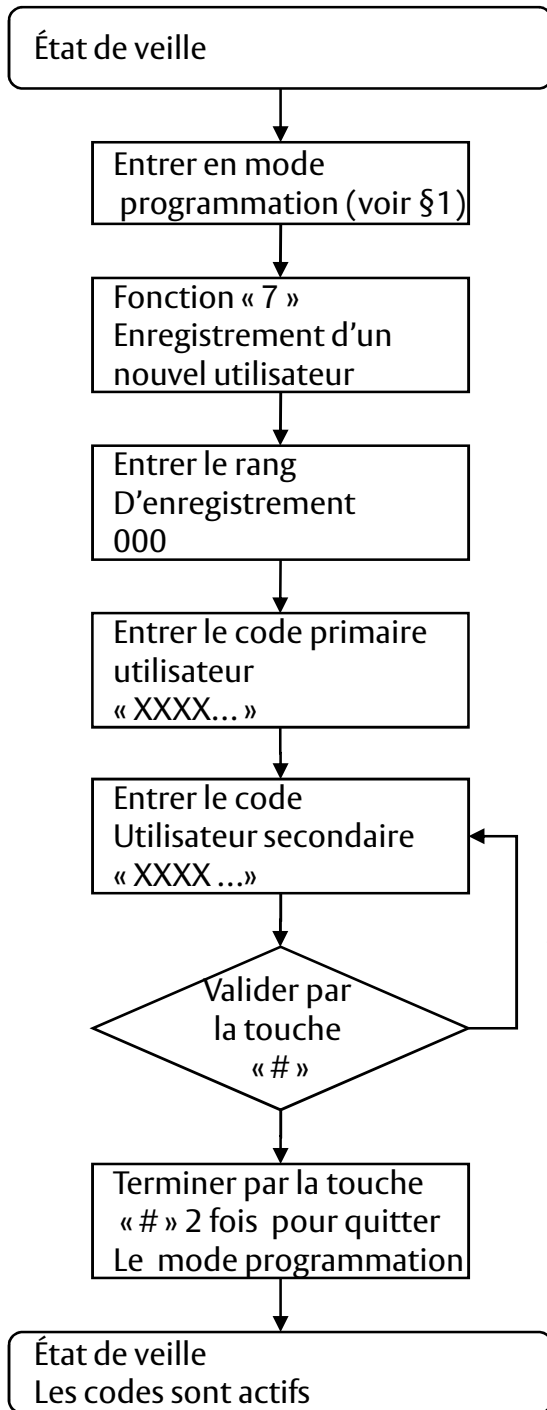 État de veille
Entrer en mode
programmation (voir §1)
Fonction « 7 »
Enregistrement d’un
nouvel utilisateur
Entrer le rang
D’enregistrement
000
Entrer le code primaire
utilisateur
« XXXX… »
Entrer le code
Utilisateur secondaire
« XXXX …»
Valider par
la touche
« # »
Terminer par la touche
« # » 2 fois pour quitter
Le mode programmation
État de veille
Les codes sont actifs